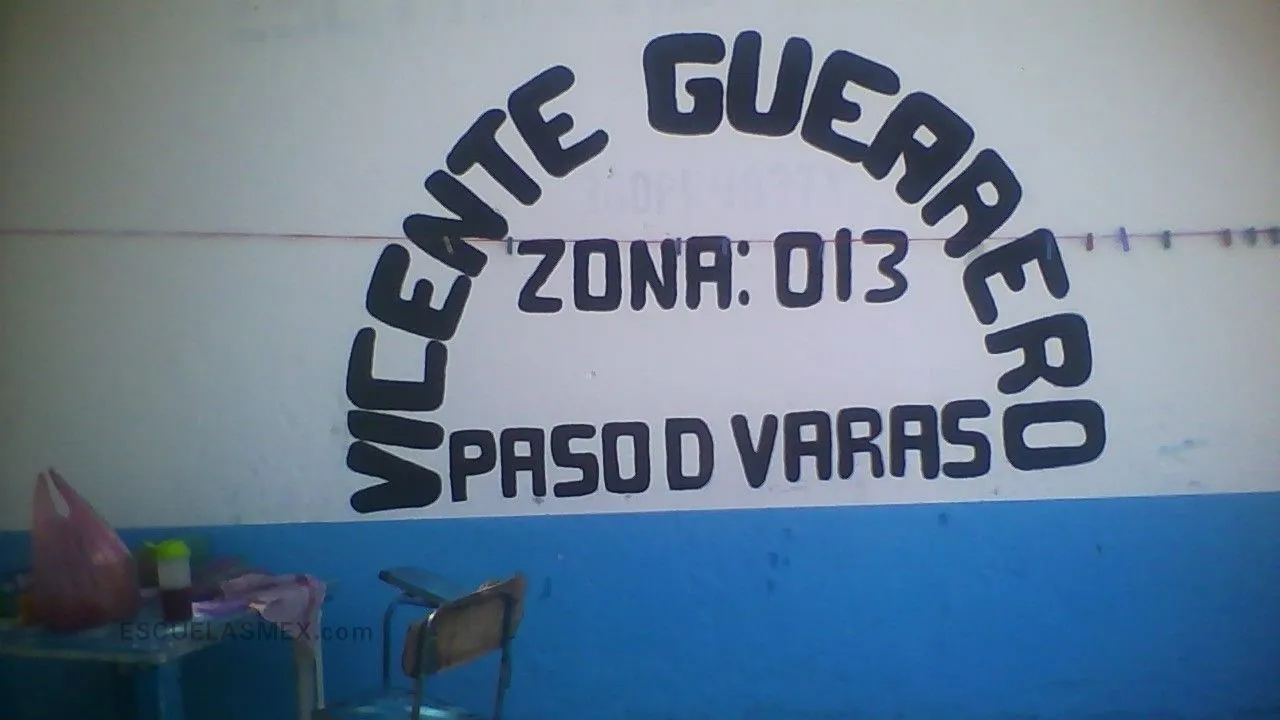 VICENTE GUERRERO
ZONA: 013
PASO D VARAS
ESCUELASMEX.com